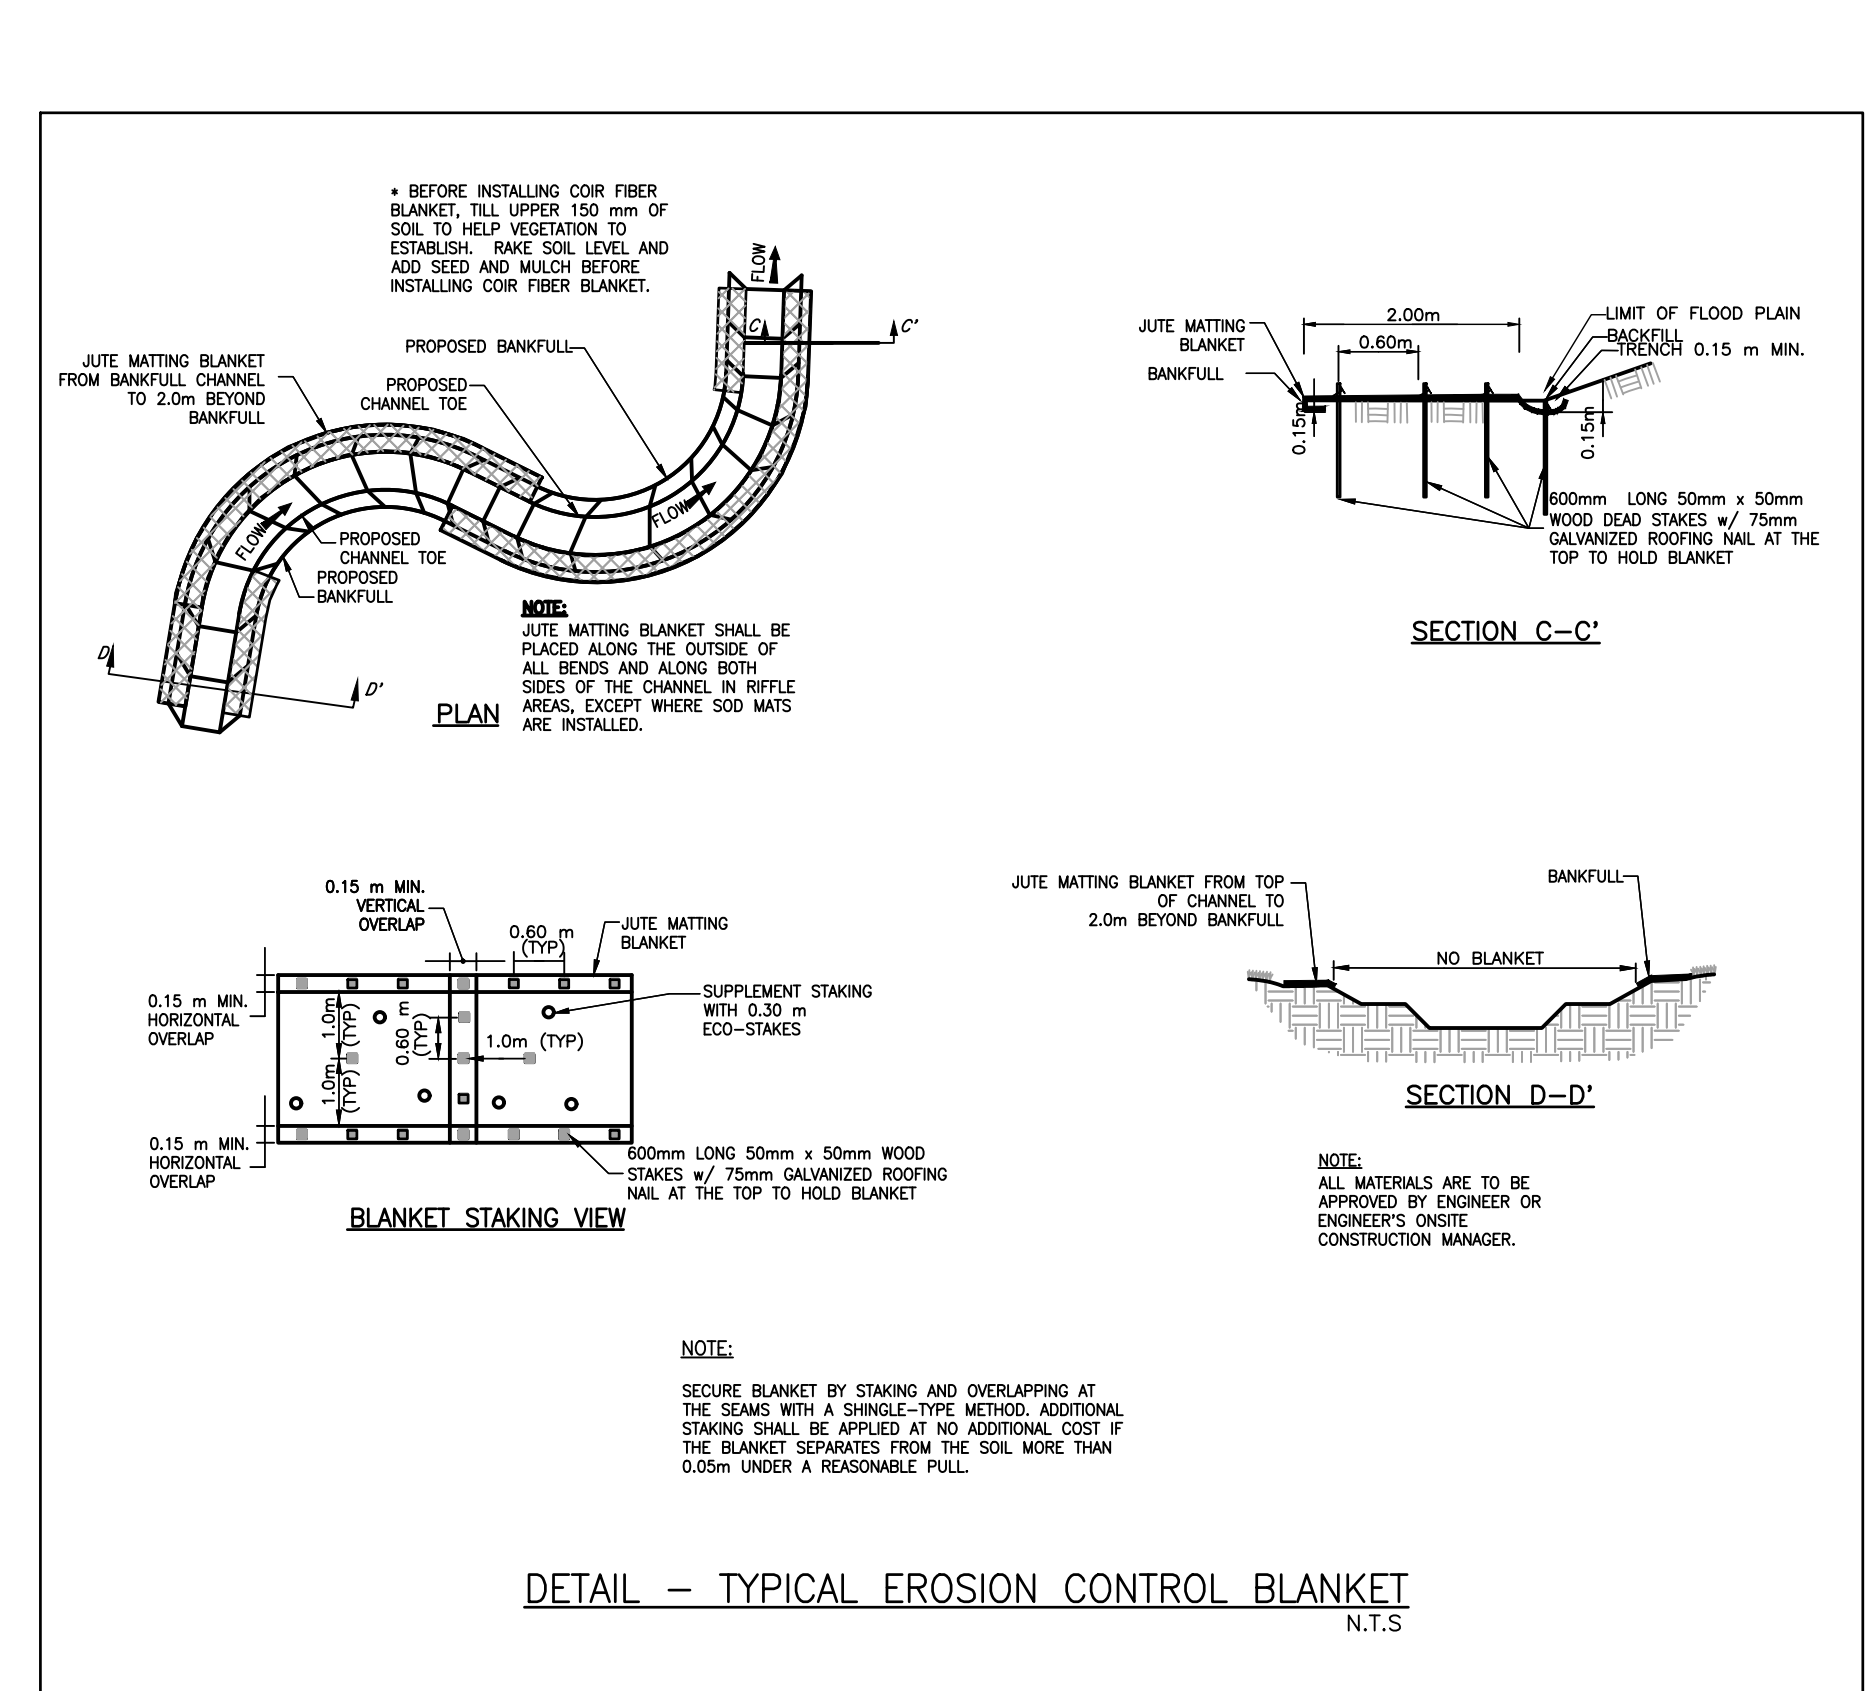 * BEFORE INSTALLING COIR FIBER
BLANKET, TILL UPPER 150 mm OF
SOIL TO HELP VEGETATION TO
ESTABLISH. RAKE SOIL LEVEL AND
ADD SEED AND MULCH BEFORE
INSTALLING COIR FIBER BLANKET.
FLOW
C
C'
PROPOSED BANKFULL
JUTE MATTING BLANKET
FROM BANKFULL CHANNEL
TO 2.0m BEYOND
BANKFULL
PROPOSED
CHANNEL TOE
FLOW
FLOW
PROPOSED
CHANNEL TOE
PROPOSED
BANKFULL
D
D'
PLAN
NOTE:
JUTE MATTING BLANKET SHALL BE
PLACED ALONG THE OUTSIDE OF
ALL BENDS AND ALONG BOTH
SIDES OF THE CHANNEL IN RIFFLE
AREAS, EXCEPT WHERE SOD MATS
ARE INSTALLED.
JUTE MATTING
BLANKET
BANKFULL
2.00m
0.60m
LIMIT OF FLOOD PLAIN
BACKFILL
TRENCH 0.15 m MIN.
0.15m
0.15m
600mm LONG 50mm x 50mm
WOOD DEAD STAKES w/ 75mm
GALVANIZED ROOFING NAIL AT THE
TOP TO HOLD BLANKET
SECTION C-C'
0.15 m MIN.
VERTICAL
OVERLAP
0.60 m
(TYP)
JUTE MATTING
BLANKET
0.15 m MIN.
HORIZONTAL
OVERLAP
1.0m
(TYP)
0.60 m
(TYP)
1.0m (TYP)
SUPPLEMENT STAKING
WITH 0.30 m
ECO-STAKES
1.0m
(TYP)
0.15 m MIN.
HORIZONTAL
OVERLAP
600mm LONG 50mm x 50mm WOOD
STAKES w/ 75mm GALVANIZED ROOFING
NAIL AT THE TOP TO HOLD BLANKET
BLANKET STAKING VIEW
JUTE MATTING BLANKET FROM TOP
OF CHANNEL TO
2.0m BEYOND BANKFULL
BANKFULL
NO BLANKET
SECTION D-D'
NOTE:
ALL MATERIALS ARE TO BE
APPROVED BY ENGINEER OR
ENGINEER'S ONSITE
CONSTRUCTION MANAGER.
NOTE:
SECURE BLANKET BY STAKING AND OVERLAPPING AT
THE SEAMS WITH A SHINGLE-TYPE METHOD. ADDITIONAL
STAKING SHALL BE APPLIED AT NO ADDITIONAL COST IF
THE BLANKET SEPARATES FROM THE SOIL MORE THAN
0.05m UNDER A REASONABLE PULL.
DETAIL - TYPICAL EROSION CONTROL BLANKET
N.T.S